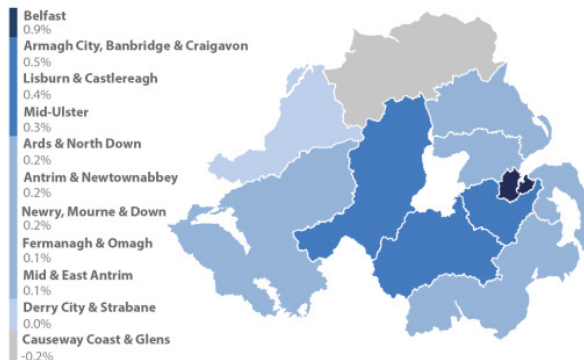 Belfast
0.9%
Armagh City, Banbridge & Craigavon
0.5%
Lisburn & Castlereagh
0.4%
Mid-Ulster
0.3%
Ards & North Down
0.2%
Antrim & Newtownabbey
0.2%
Newry, Mourne & Down
0.2%
Fermanagh & Omagh
0.1%
Mid & East Antrim
0.1%
Derry City & Strabane
0.0%
Causeway Coast & Glens
-0.2%